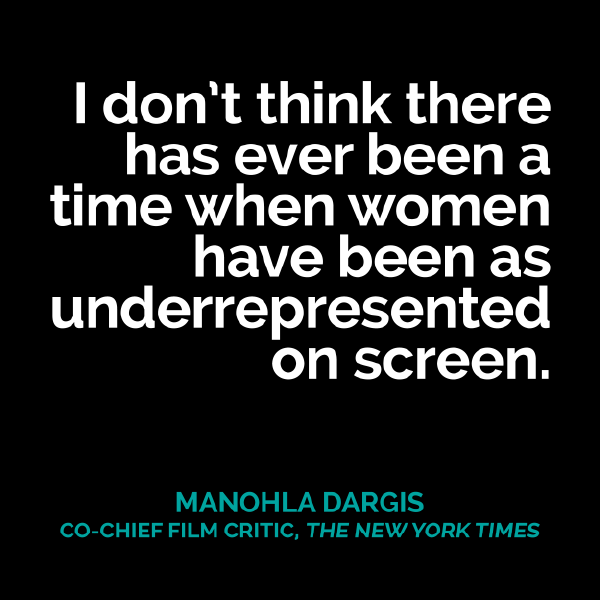 I don’t think there
has ever been a
time when women
have been as
underrepresented
on screen.
MANOHLA DARGIS
CO-CHIEF FILM CRITIC, THE NEW YORK TIMES